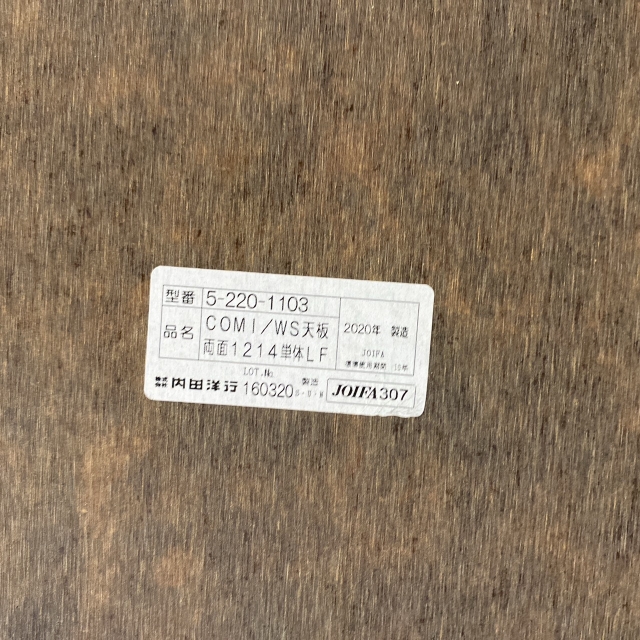 型番 5-220-1103
品名 COMI/WS天板
両面1214単体LF
2020年 製造
JOIFA
標準使用期間 10年
LOT.No. 製造
株式会社 内田洋行 160320 JOIFA307